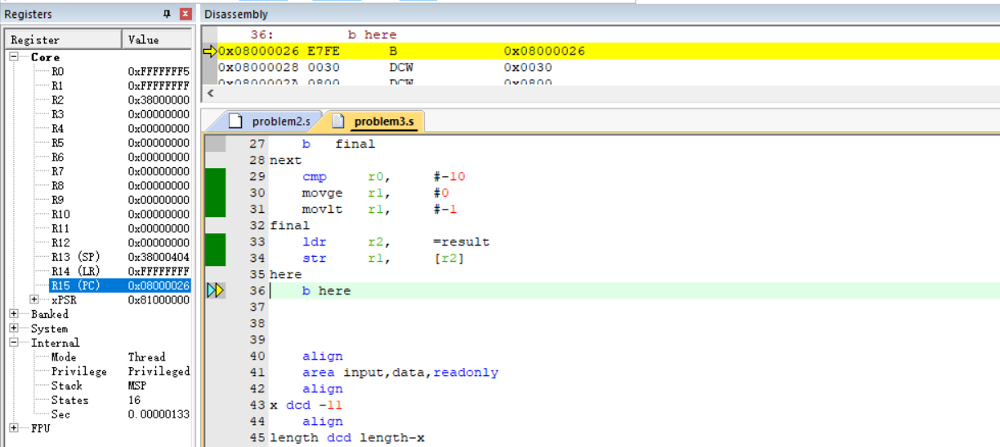 Registers
Register Value
Core
R0 0xFFFFFFF5
R1 0xFFFFFFFF
R2 0x38000000
R3 0x00000000
R4 0x00000000
R5 0x00000000
R6 0x00000000
R7 0x00000000
R8 0x00000000
R9 0x00000000
R10 0x00000000
R11 0x00000000
R12 0x00000000
R13 (SP) 0x38000404
R14 (LR) 0xFFFFFFFF
R15 (PC) 0x08000026
xPSR 0x81000000
Banked
System
Internal
Mode Thread
Privilege Privileged
Stack MSP
States 16
Sec 0.00000133
FPU
Disassembly
36: b here
0x08000026 E7FE B 0x08000026
0x08000028 0030 DCW 0x0030
0x0800002A 0800 DCW 0x0800
problem2.s problem3.s
27 b final
28 next
29 cmp r0, #-10
30 movge r1, #0
31 movlt r1, #-1
32 final
33 ldr r2, =result
34 str r1, [r2]
35 here
36 b here
37
38
39
40 align
41 area input,data,readonly
42 align
43 x dcd -11
44 align
45 length dcd length-x